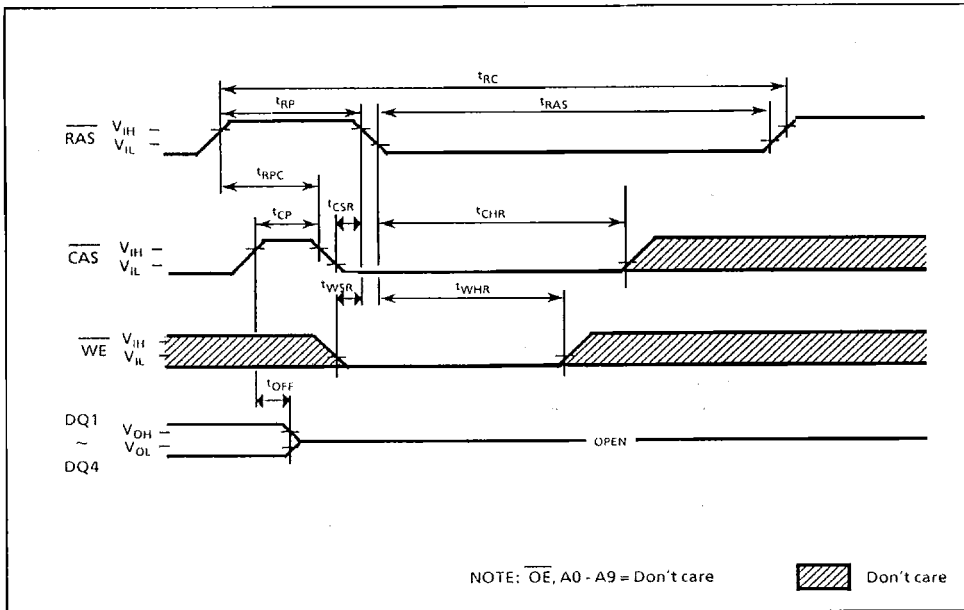 tRC
tRP
tRAS
RAS VIH
VIL
tRPC
tCP
tCSR
tCHR
CAS VIH
VIL
tWSR
tWHR
WE VIH
VIL
tOFF
DQ1
~
DQ4
VOH
VOL
OPEN
NOTE: OE, A0 - A9 = Don't care
Don't care